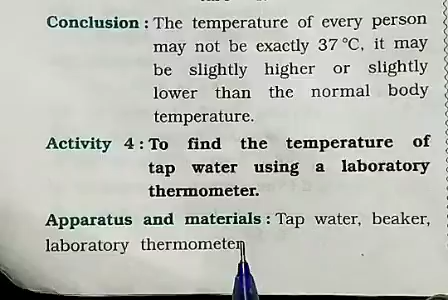 Conclusion : The temperature of every person
may not be exactly 37 °C, it may
be slightly higher or slightly
lower than the normal body
temperature.
Activity 4 : To find the temperature of
tap water using a laboratory
thermometer.
Apparatus and materials : Tap water, beaker,
laboratory thermometer